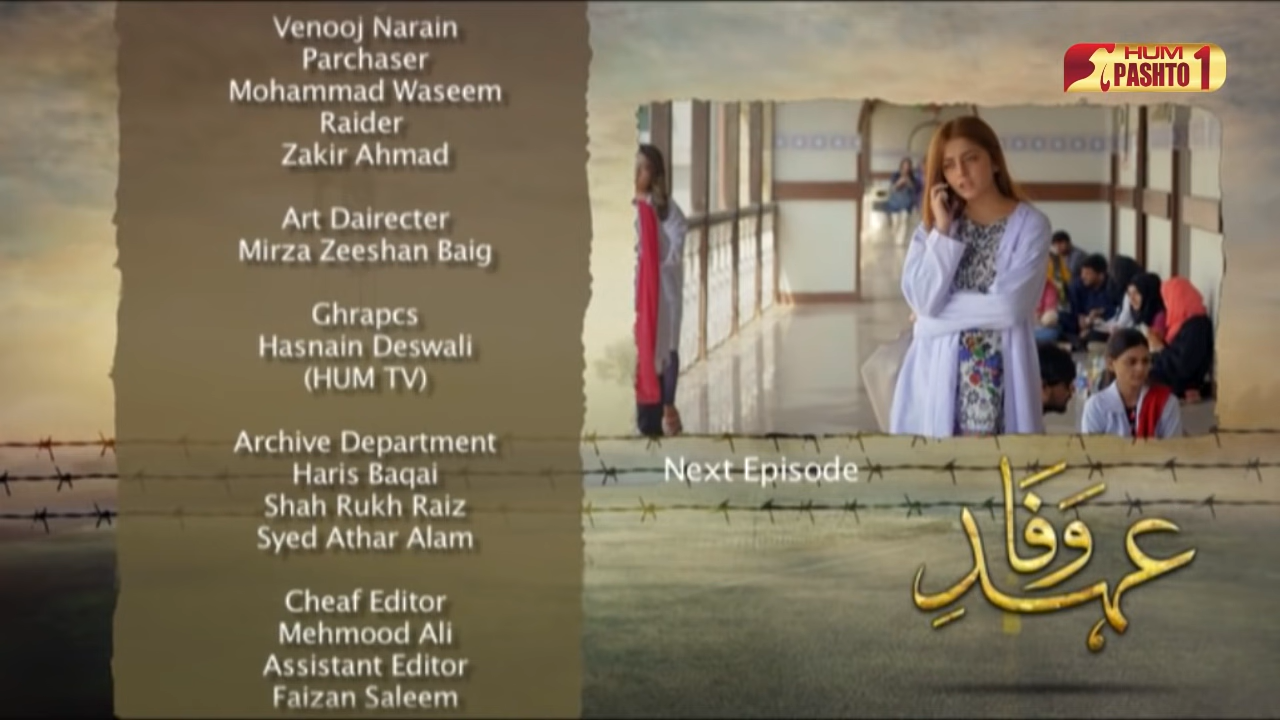 Venooj Narain
Parchaser
Mohammad Waseem
Raider
Zakir Ahmad
Art Dairecter
Mirza Zeeshan Baig
Ghrapcs
Hasnain Deswali
(HUM TV)
Archive Department
Haris Baqai
Shah Rukh Raiz
Syed Athar Alam
Cheaf Editor
Mehmood Ali
Assistant Editor
Faizan Saleem
HUM
PASHTO 1
Next Episode
عہدِ وَفَا